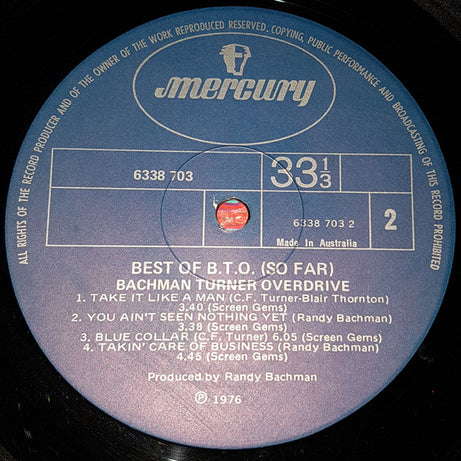 ALL RIGHTS OF THE RECORD PRODUCER AND OF THE OWNER OF THE WORK REPRODUCED RESERVED. COPYING, PUBLIC PERFORMANCE AND BROADCASTING OF THIS RECORD PROHIBITED
mercury
6338 703
33 1/3
6338 703 2
2
Made In Australia
BEST OF B.T.O. (SO FAR)
BACHMAN TURNER OVERDRIVE
1. TAKE IT LIKE A MAN (C.F. Turner-Blair Thornton)
3.40 (Screen Gems)
2. YOU AIN'T SEEN NOTHING YET (Randy Bachman)
3.38 (Screen Gems)
3. BLUE COLLAR (C.F. Turner) 6.05 (Screen Gems)
4. TAKIN' CARE OF BUSINESS (Randy Bachman)
4.45 (Screen Gems)
Produced by Randy Bachman
℗ 1976